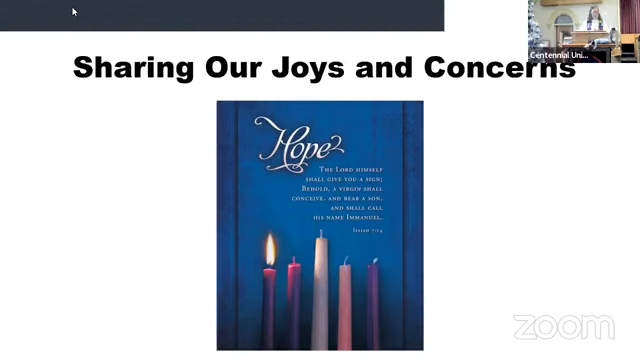 Centennial Uni...
Sharing Our Joys and Concerns
Hope
The Lord himself
shall give you a sign;
Behold, a virgin shall
conceive, and bear a son,
and shall call
his name Immanuel.
Isaiah 7:14
zoom